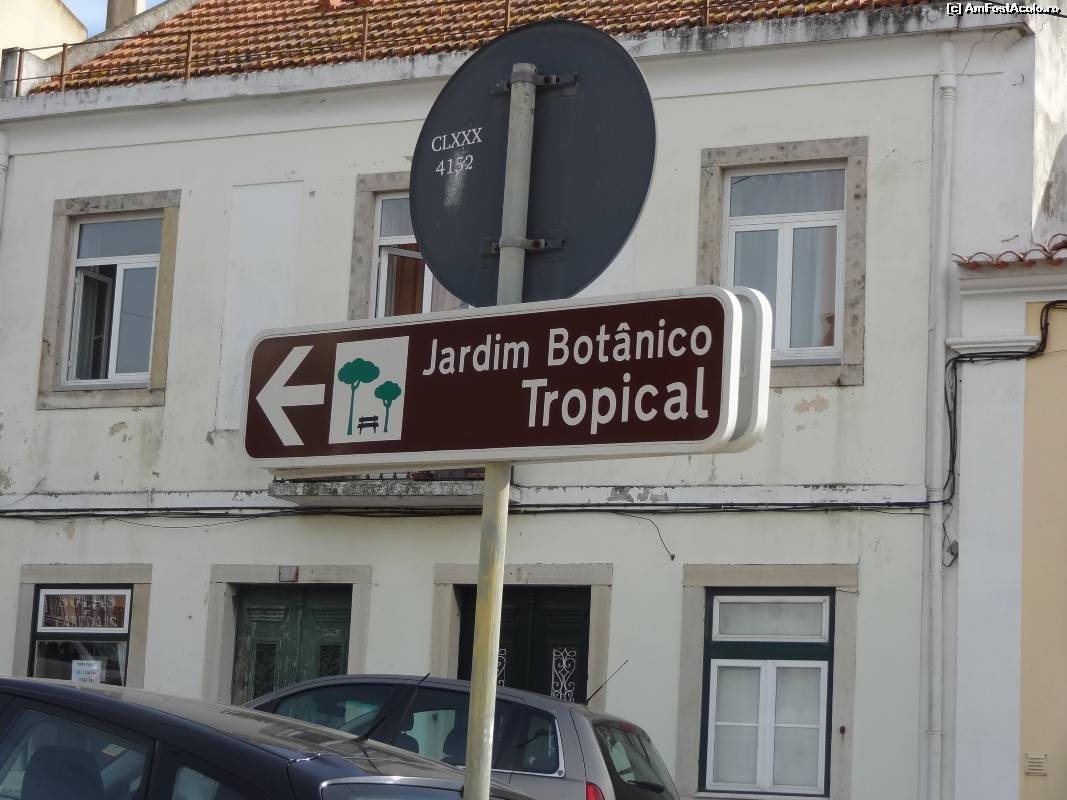 [c] AmFostAcolo.ro
CLXXX
4152
Jardim Botânico
Tropical